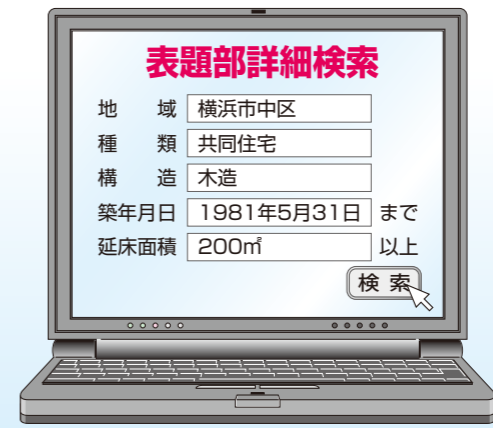 表題部詳細検索
地　域 横浜市中区
種　類 共同住宅
構　造 木造
築年月日 1981年5月31日 まで
延床面積 200㎡ 以上
検 索